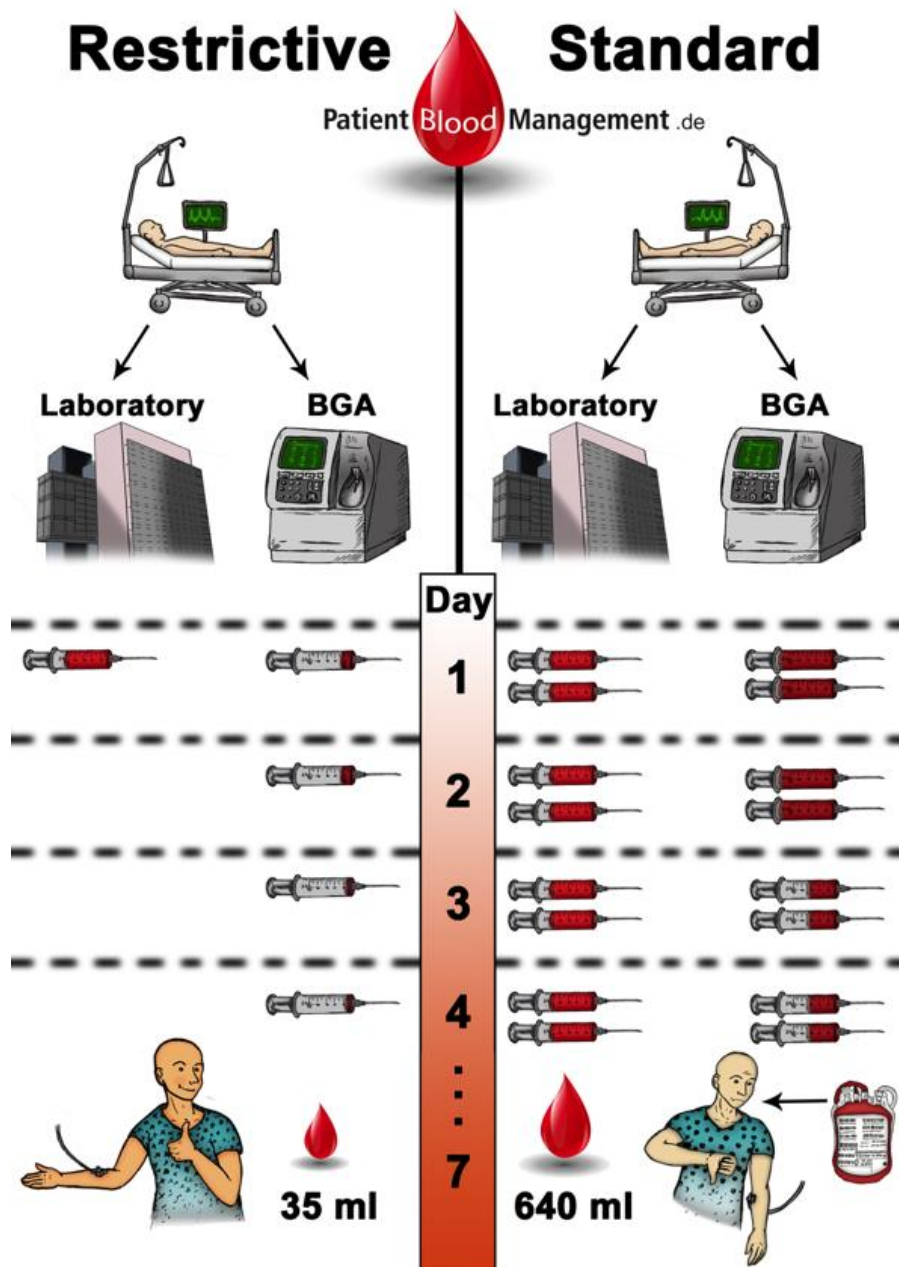 Restrictive Standard
Patient Blood Management .de
Laboratory BGA Laboratory BGA
Day
1
2
3
4
7
35 ml 640 ml